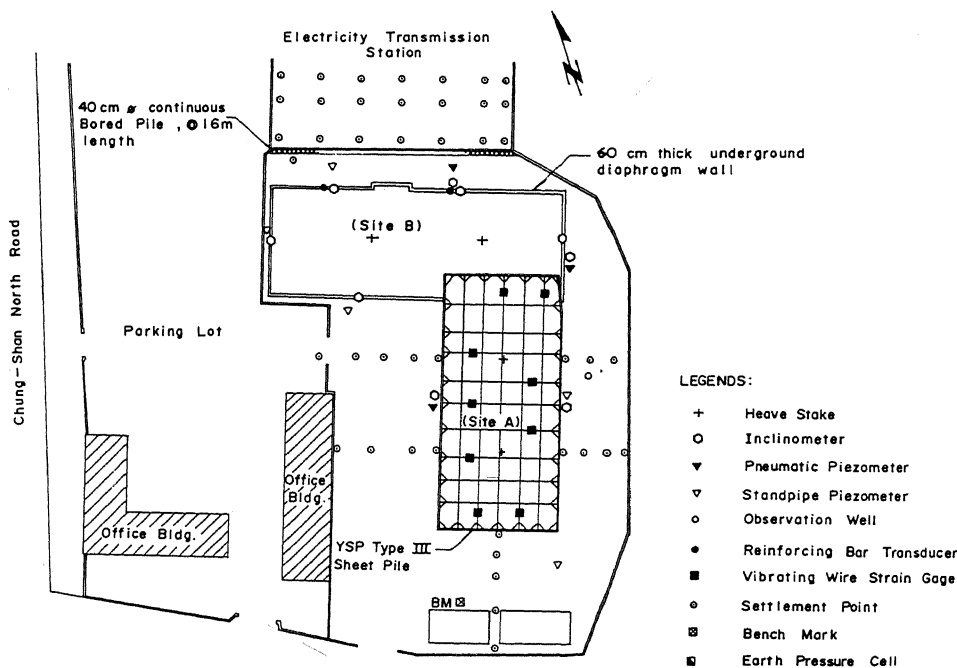 Electricity Transmission
Station
N
40 cm ø continuous
Bored Pile , @ 16m
length
60 cm thick underground
diaphragm wall
(Site B)
Chung-Shan North Road
Parking Lot
(Site A)
Office
Bldg.
Office Bldg.
YSP Type III
Sheet Pile
BM
LEGENDS:
Heave Stake
Inclinometer
Pneumatic Piezometer
Standpipe Piezometer
Observation Well
Reinforcing Bar Transducer
Vibrating Wire Strain Gage
Settlement Point
Bench Mark
Earth Pressure Cell